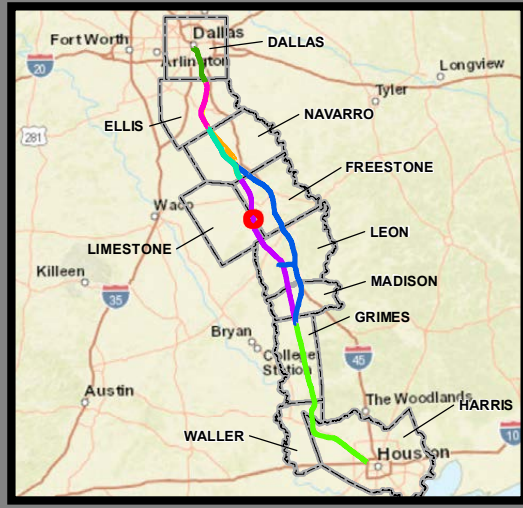 Dallas
DALLAS
Fort Worth
Arlington
20
Longview
Tyler
NAVARRO
ELLIS
281
FREESTONE
Waco
LEON
LIMESTONE
Killeen
MADISON
35
GRIMES
Bryan
College
Station
45
Austin
The Woodlands
HARRIS
WALLER
10
Houston